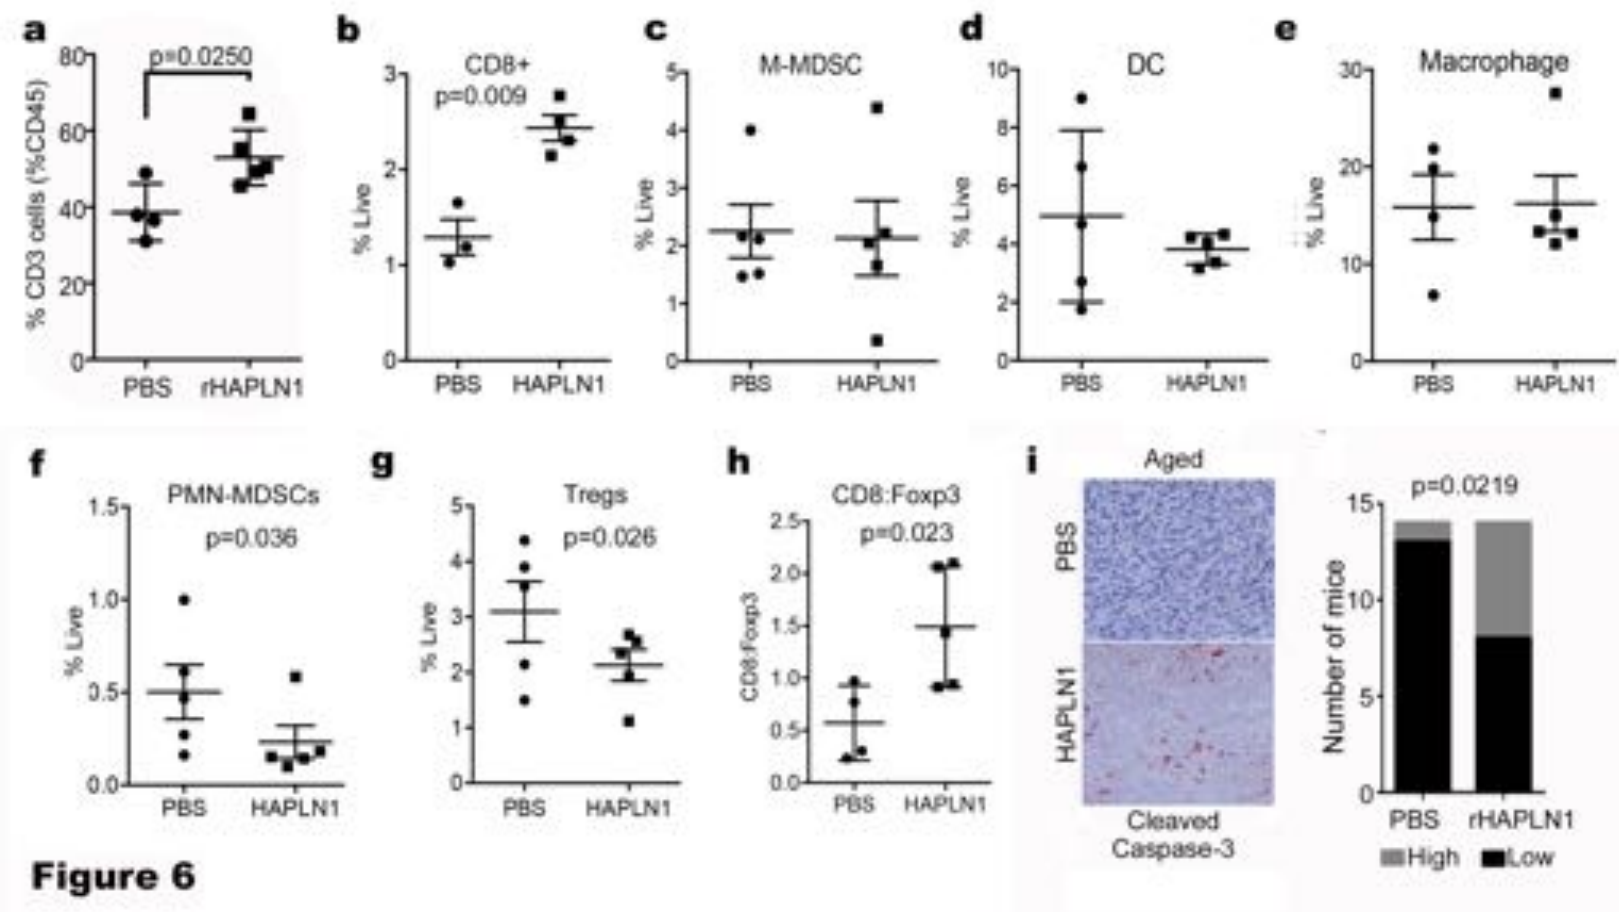 a
80
60
40
20
0
% CD3 cells (%CD45)
p=0.0250
PBS rHAPLN1
b
CD8+
p=0.009
3
2
1
0
% Live
PBS HAPLN1
c
M-MDSC
5
4
3
2
1
0
% Live
PBS HAPLN1
d
DC
10
8
6
4
2
0
% Live
PBS HAPLN1
e
Macrophage
30
20
10
0
% Live
PBS HAPLN1
f
PMN-MDSCs
p=0.036
1.5
1.0
0.5
0.0
% Live
PBS HAPLN1
g
Tregs
p=0.026
5
4
3
2
1
0
% Live
PBS HAPLN1
h
CD8:Foxp3
p=0.023
2.5
2.0
1.5
1.0
0.5
0.0
CD8:Foxp3
PBS HAPLN1
i
Aged
PBS
HAPLN1
Cleaved
Caspase-3
p=0.0219
15
10
5
0
Number of mice
PBS rHAPLN1
High Low
Figure 6